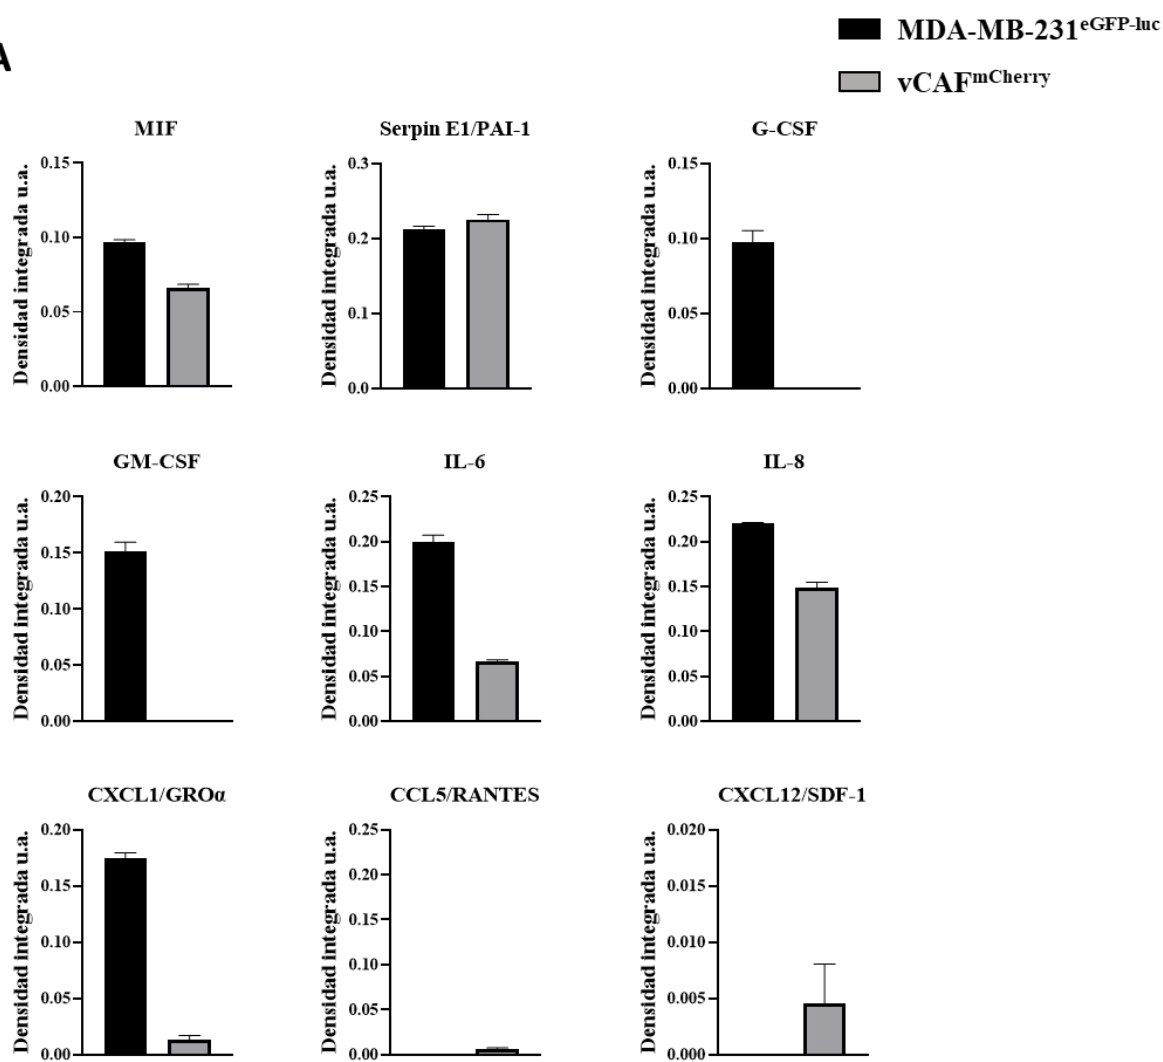 A
MDA-MB-231eGFP-luc
vCAFmCherry
MIF
Densidad integrada u.a.
0.15
0.10
0.05
0.00
Serpin E1/PAI-1
Densidad integrada u.a.
0.3
0.2
0.1
0.0
G-CSF
Densidad integrada u.a.
0.15
0.10
0.05
0.00
GM-CSF
Densidad integrada u.a.
0.20
0.15
0.10
0.05
0.00
IL-6
Densidad integrada u.a.
0.25
0.20
0.15
0.10
0.05
0.00
IL-8
Densidad integrada u.a.
0.25
0.20
0.15
0.10
0.05
0.00
CXCL1/GROα
Densidad integrada u.a.
0.20
0.15
0.10
0.05
0.00
CCL5/RANTES
Densidad integrada u.a.
0.25
0.20
0.15
0.10
0.05
0.00
CXCL12/SDF-1
Densidad integrada u.a.
0.020
0.015
0.010
0.005
0.000